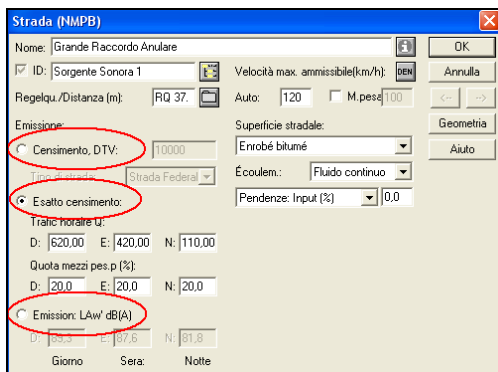 Strada (NMPB)
Nome: Grande Raccordo Anulare
OK
ID: Sorgente Sonora 1
Velocità max. ammissibile(km/h): DEN
Annulla
Regelqu./Distanza (m): RQ 37.
Auto: 120 M.pesa 100
<-- -->
Emissione:
Superficie stradale:
Geometria
Censimento, DTV: 10000
Enrobé bitumé
Aiuto
Tipo di strada: Strada Federal
Écoulem.: Fluido continuo
Esatto censimento:
Pendenze: Input (%) 0,0
Trafic horaire Q:
D: 620,00 E: 420,00 N: 110,00
Quota mezzi pes.p (%):
D: 20,0 E: 20,0 N: 20,0
Emission: LAw' dB(A)
D: 89,3 E: 87,6 N: 81,8
Giorno Sera: Notte